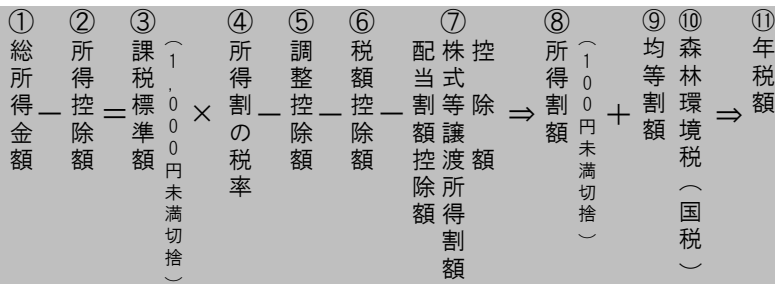 ①総所得金額
－
②所得控除額
＝
③課税標準額
（1,000円未満切捨）
×
④所得割の税率
－
⑤調整控除額
－
⑥税額控除額
－
⑦配当割額控除額
株式等譲渡所得割額
控除額
⇒
⑧所得割額
（100円未満切捨）
＋
⑨均等割額
⑩森林環境税（国税）
⇒
⑪年税額